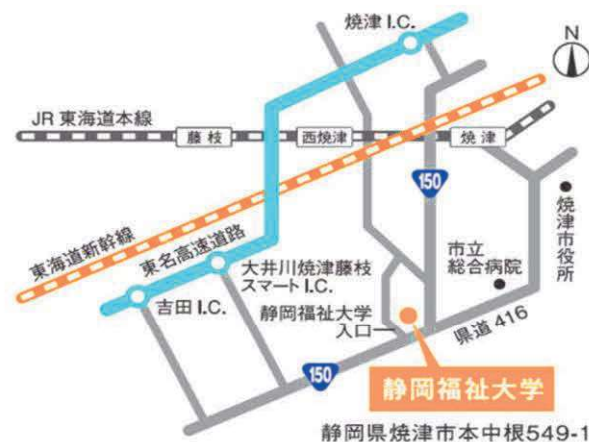 焼津 I.C.
N
JR 東海道本線
藤枝
西焼津
焼津
150
東海道新幹線
東名高速道路
大井川焼津藤枝
スマート I.C.
吉田 I.C.
市立
総合病院
焼津市役所
静岡福祉大学
入口
県道 416
150
静岡福祉大学
静岡県焼津市本中根549-1